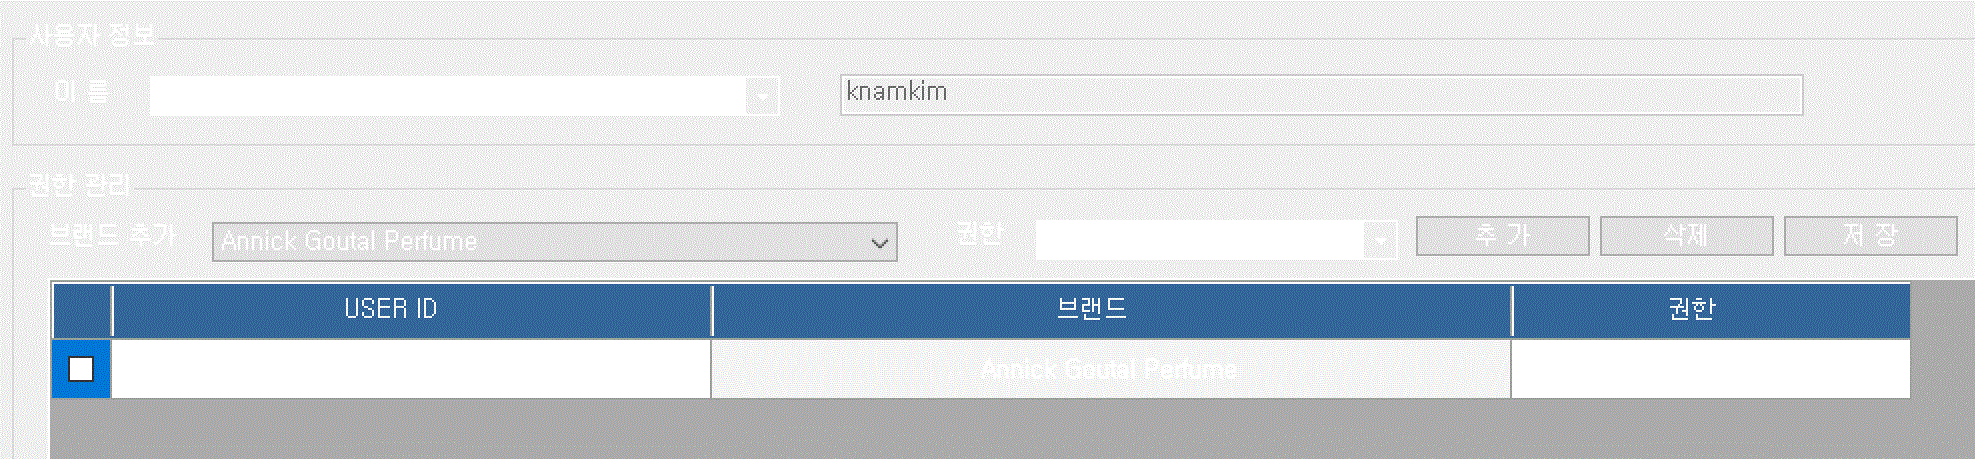 사용자 정보
이 름 knamkim
권한 관리
브랜드 추가 Annick Goutal Perfume 권한 추 가 삭제 저 장
USER ID 브랜드 권한
Annick Goutal Perfume